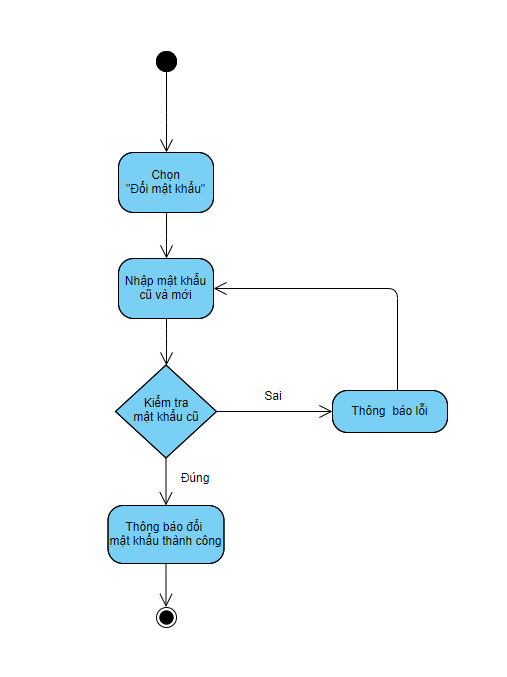 Chọn
"Đổi mật khẩu"
Nhập mật khẩu
cũ và mới
Kiểm tra
mật khẩu cũ
Sai
Thông báo lỗi
Đúng
Thông báo đổi
mật khẩu thành công